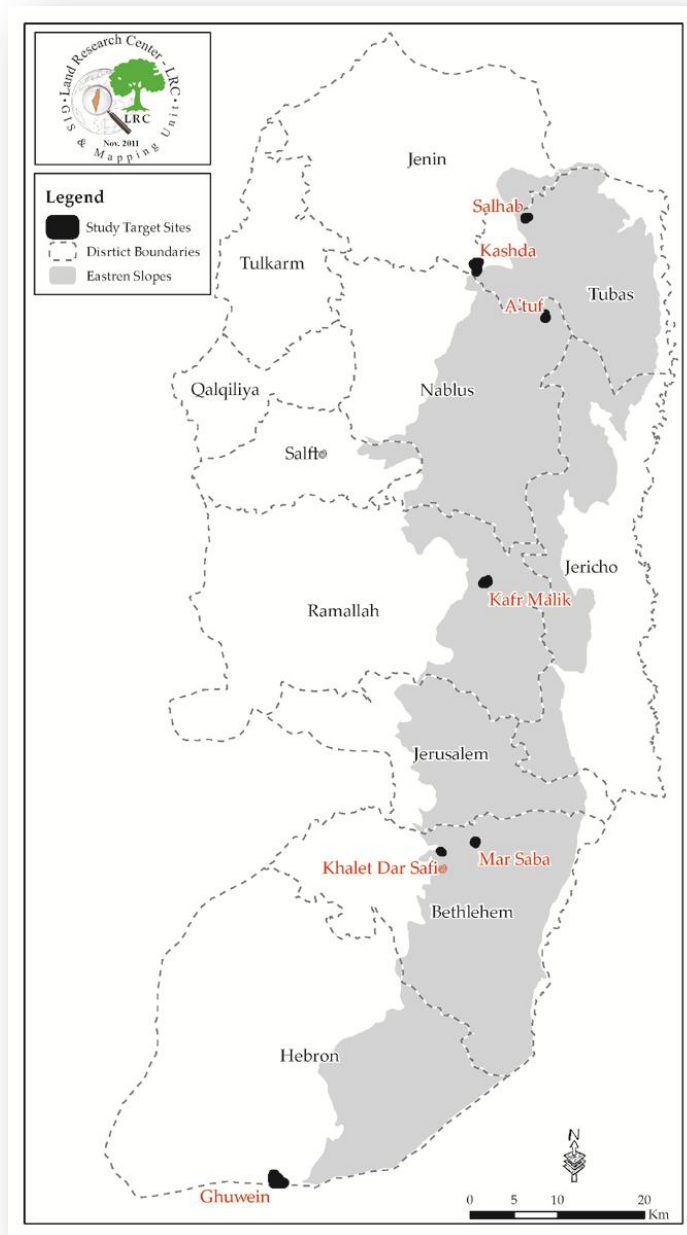 Land Research Center - LRC
GIS & Mapping Unit
LRC
Nov. 2011
Legend
Study Target Sites
Disrtict Boundaries
Eastren Slopes
Jenin
Salhab
Kashda
Tulkarm
Tubas
A'tuf
Qalqiliya
Nablus
Salfit
Jericho
Kafr Malik
Ramallah
Jerusalem
Khalet Dar Safi
Mar Saba
Bethlehem
Hebron
Ghuwein
N
0 5 10 20
Km